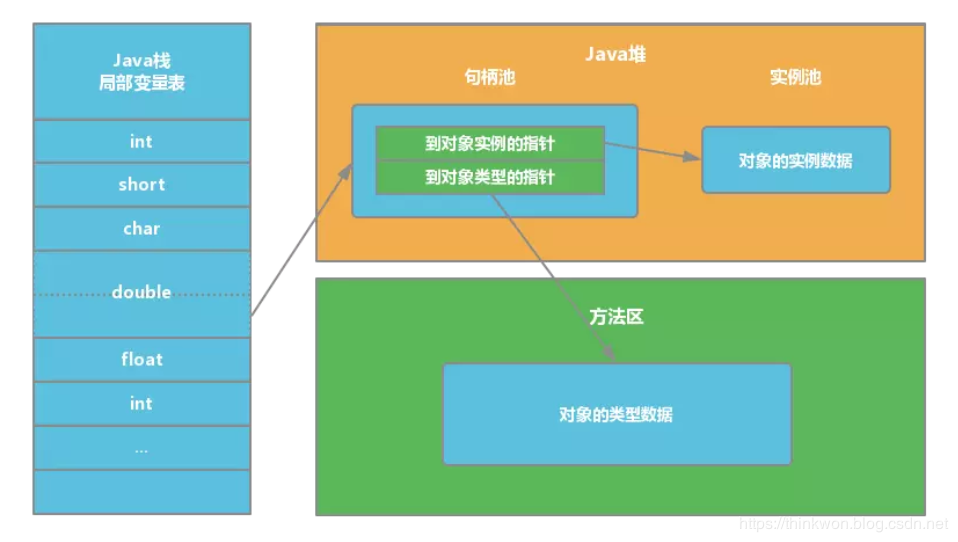 Java栈
局部变量表
int
short
char
double
float
int
...
Java堆
句柄池
实例池
到对象实例的指针
到对象类型的指针
对象的实例数据
方法区
对象的类型数据
https://thinkwon.blog.csdn.net